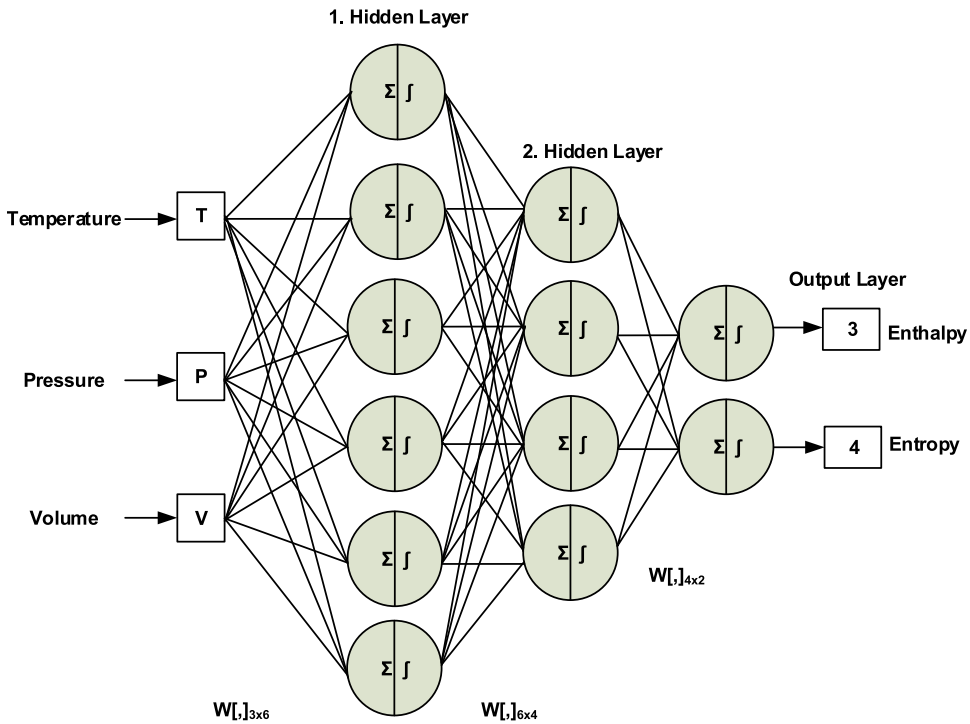 1. Hidden Layer
Σ ∫
2. Hidden Layer
Σ ∫
Σ ∫
Temperature
T
Output Layer
Σ ∫
Σ ∫
Σ ∫
3
Enthalpy
Pressure
P
Σ ∫
Σ ∫
Σ ∫
4
Entropy
Volume
V
Σ ∫
Σ ∫
W[,]4x2
Σ ∫
W[,]3x6
W[,]6x4